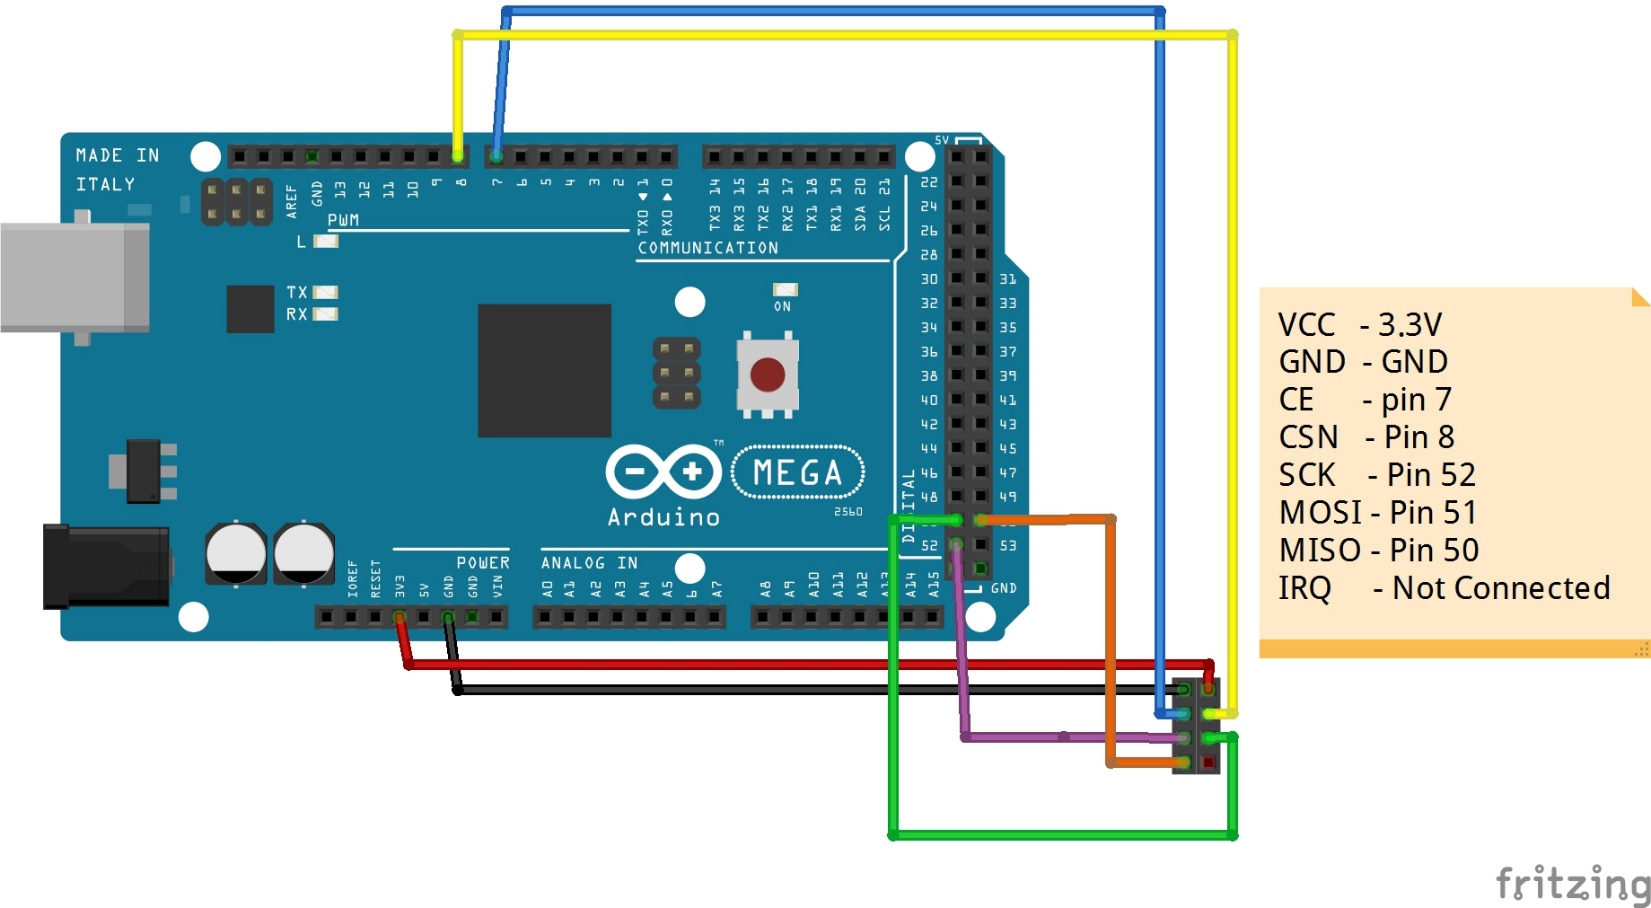 MADE IN
ITALY
AREF
GND
13
12
11
10
9
8
7
6
5
4
3
2
TX0 ◀ 1
RX0 ▶ 0
TX3 14
RX3 15
TX2 16
RX2 17
TX1 18
RX1 19
SDA 20
SCL 21
5V
PWM
COMMUNICATION
L
TX
RX
ON
22
24
26
28
30 31
32 33
34 35
36 37
38 39
40 41
42 43
44 45
46 47
48 49
52 53
GND
DIGITAL
™
MEGA
Arduino
2560
POWER
ANALOG IN
IOREF
RESET
3V3
5V
GND
GND
VIN
A0
A1
A2
A3
A4
A5
A7
A8
A9
A10
A11
A12
A13
A14
A15
VCC - 3.3V
GND - GND
CE - pin 7
CSN - Pin 8
SCK - Pin 52
MOSI - Pin 51
MISO - Pin 50
IRQ - Not Connected
fritzing